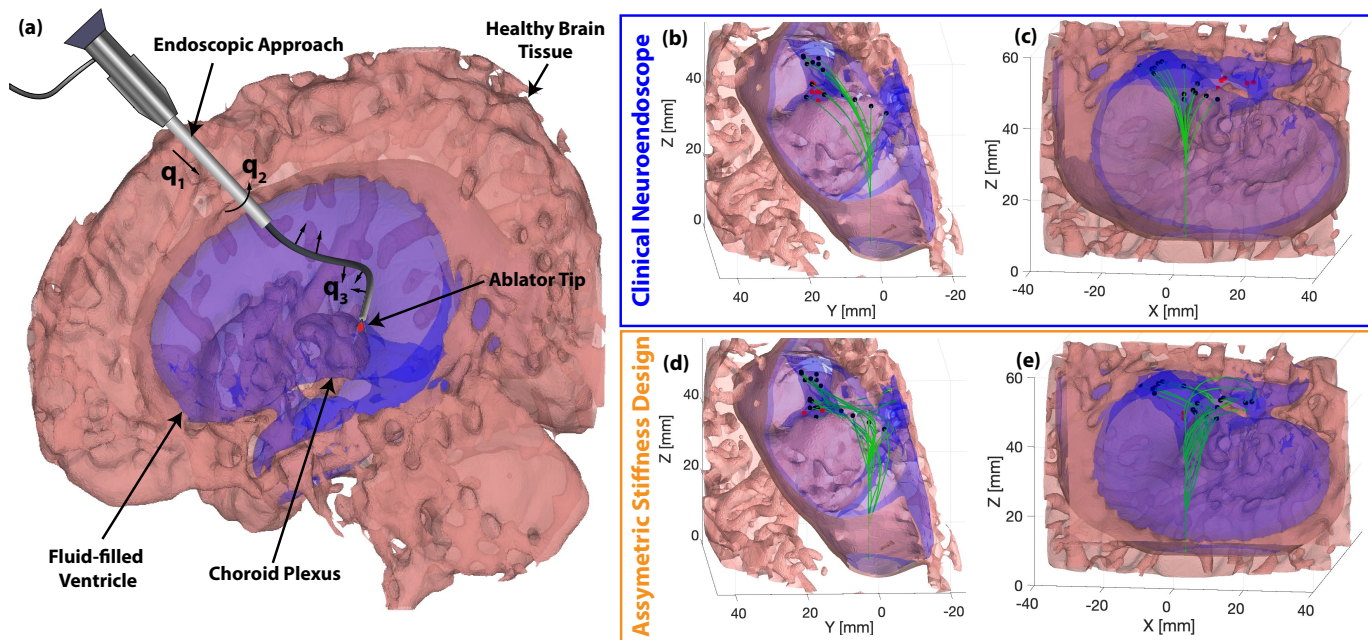 (a)
Endoscopic Approach
Healthy Brain
Tissue
q1
q2
q3
Ablator Tip
Fluid-filled
Ventricle
Choroid Plexus
Clinical Neuroendoscope
(b)
Z [mm]
40
20
0
40 20 0 -20
Y [mm]
(c)
Z [mm]
60
40
20
0
-40 -20 0 20 40
X [mm]
Assymetric Stiffness Design
(d)
Z [mm]
40
20
0
40 20 0 -20
Y [mm]
(e)
Z [mm]
60
40
20
0
-40 -20 0 20 40
X [mm]